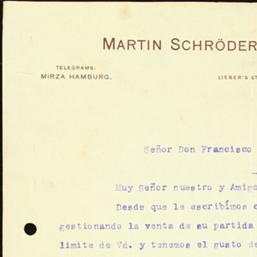 MARTIN SCHRÖDER
TELEGRAMS:
MIRZA HAMBURG.
LIEBER'S
Señor Don Francisco
Muy Señor nuestro y Amigo
Desde que le escribimos
gestionando la venta de su partida
limite de Vd. y tenemos el gusto de